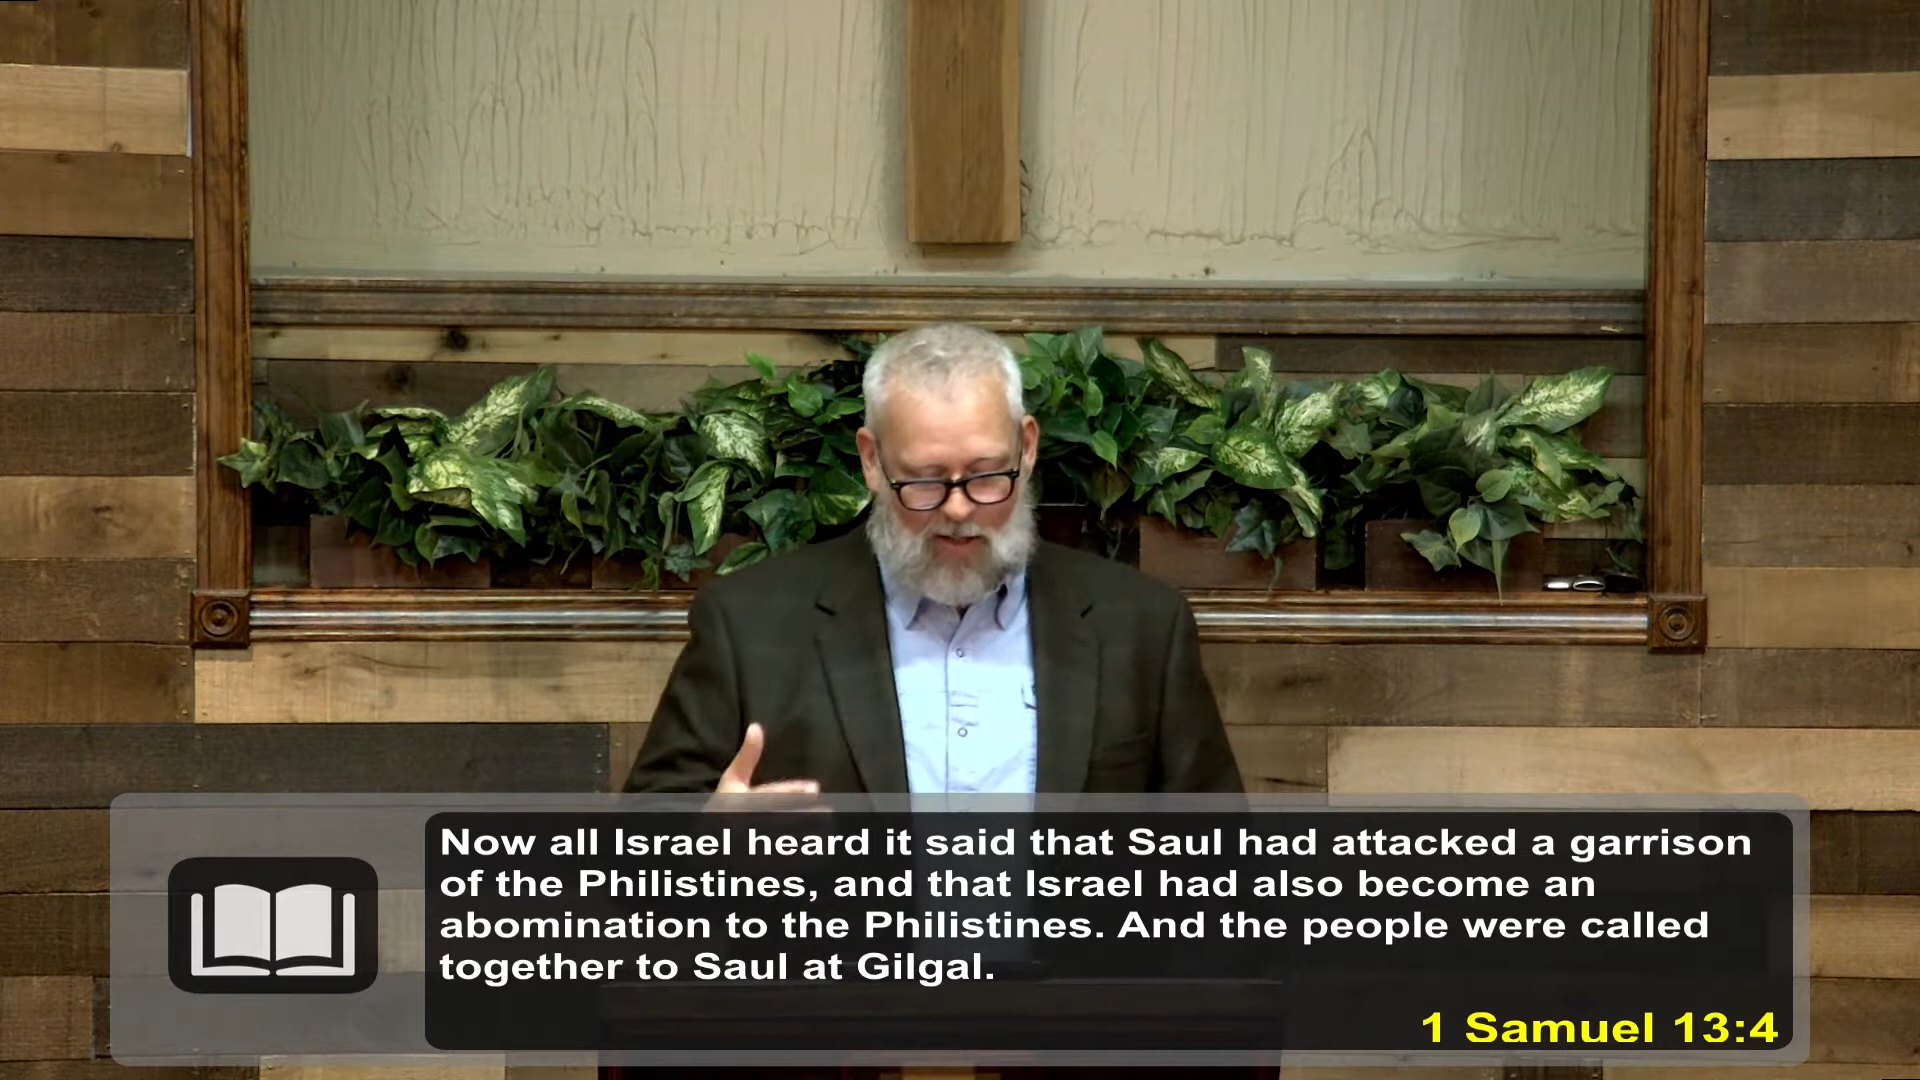 Now all Israel heard it said that Saul had attacked a garrison
of the Philistines, and that Israel had also become an
abomination to the Philistines. And the people were called
together to Saul at Gilgal.
1 Samuel 13:4